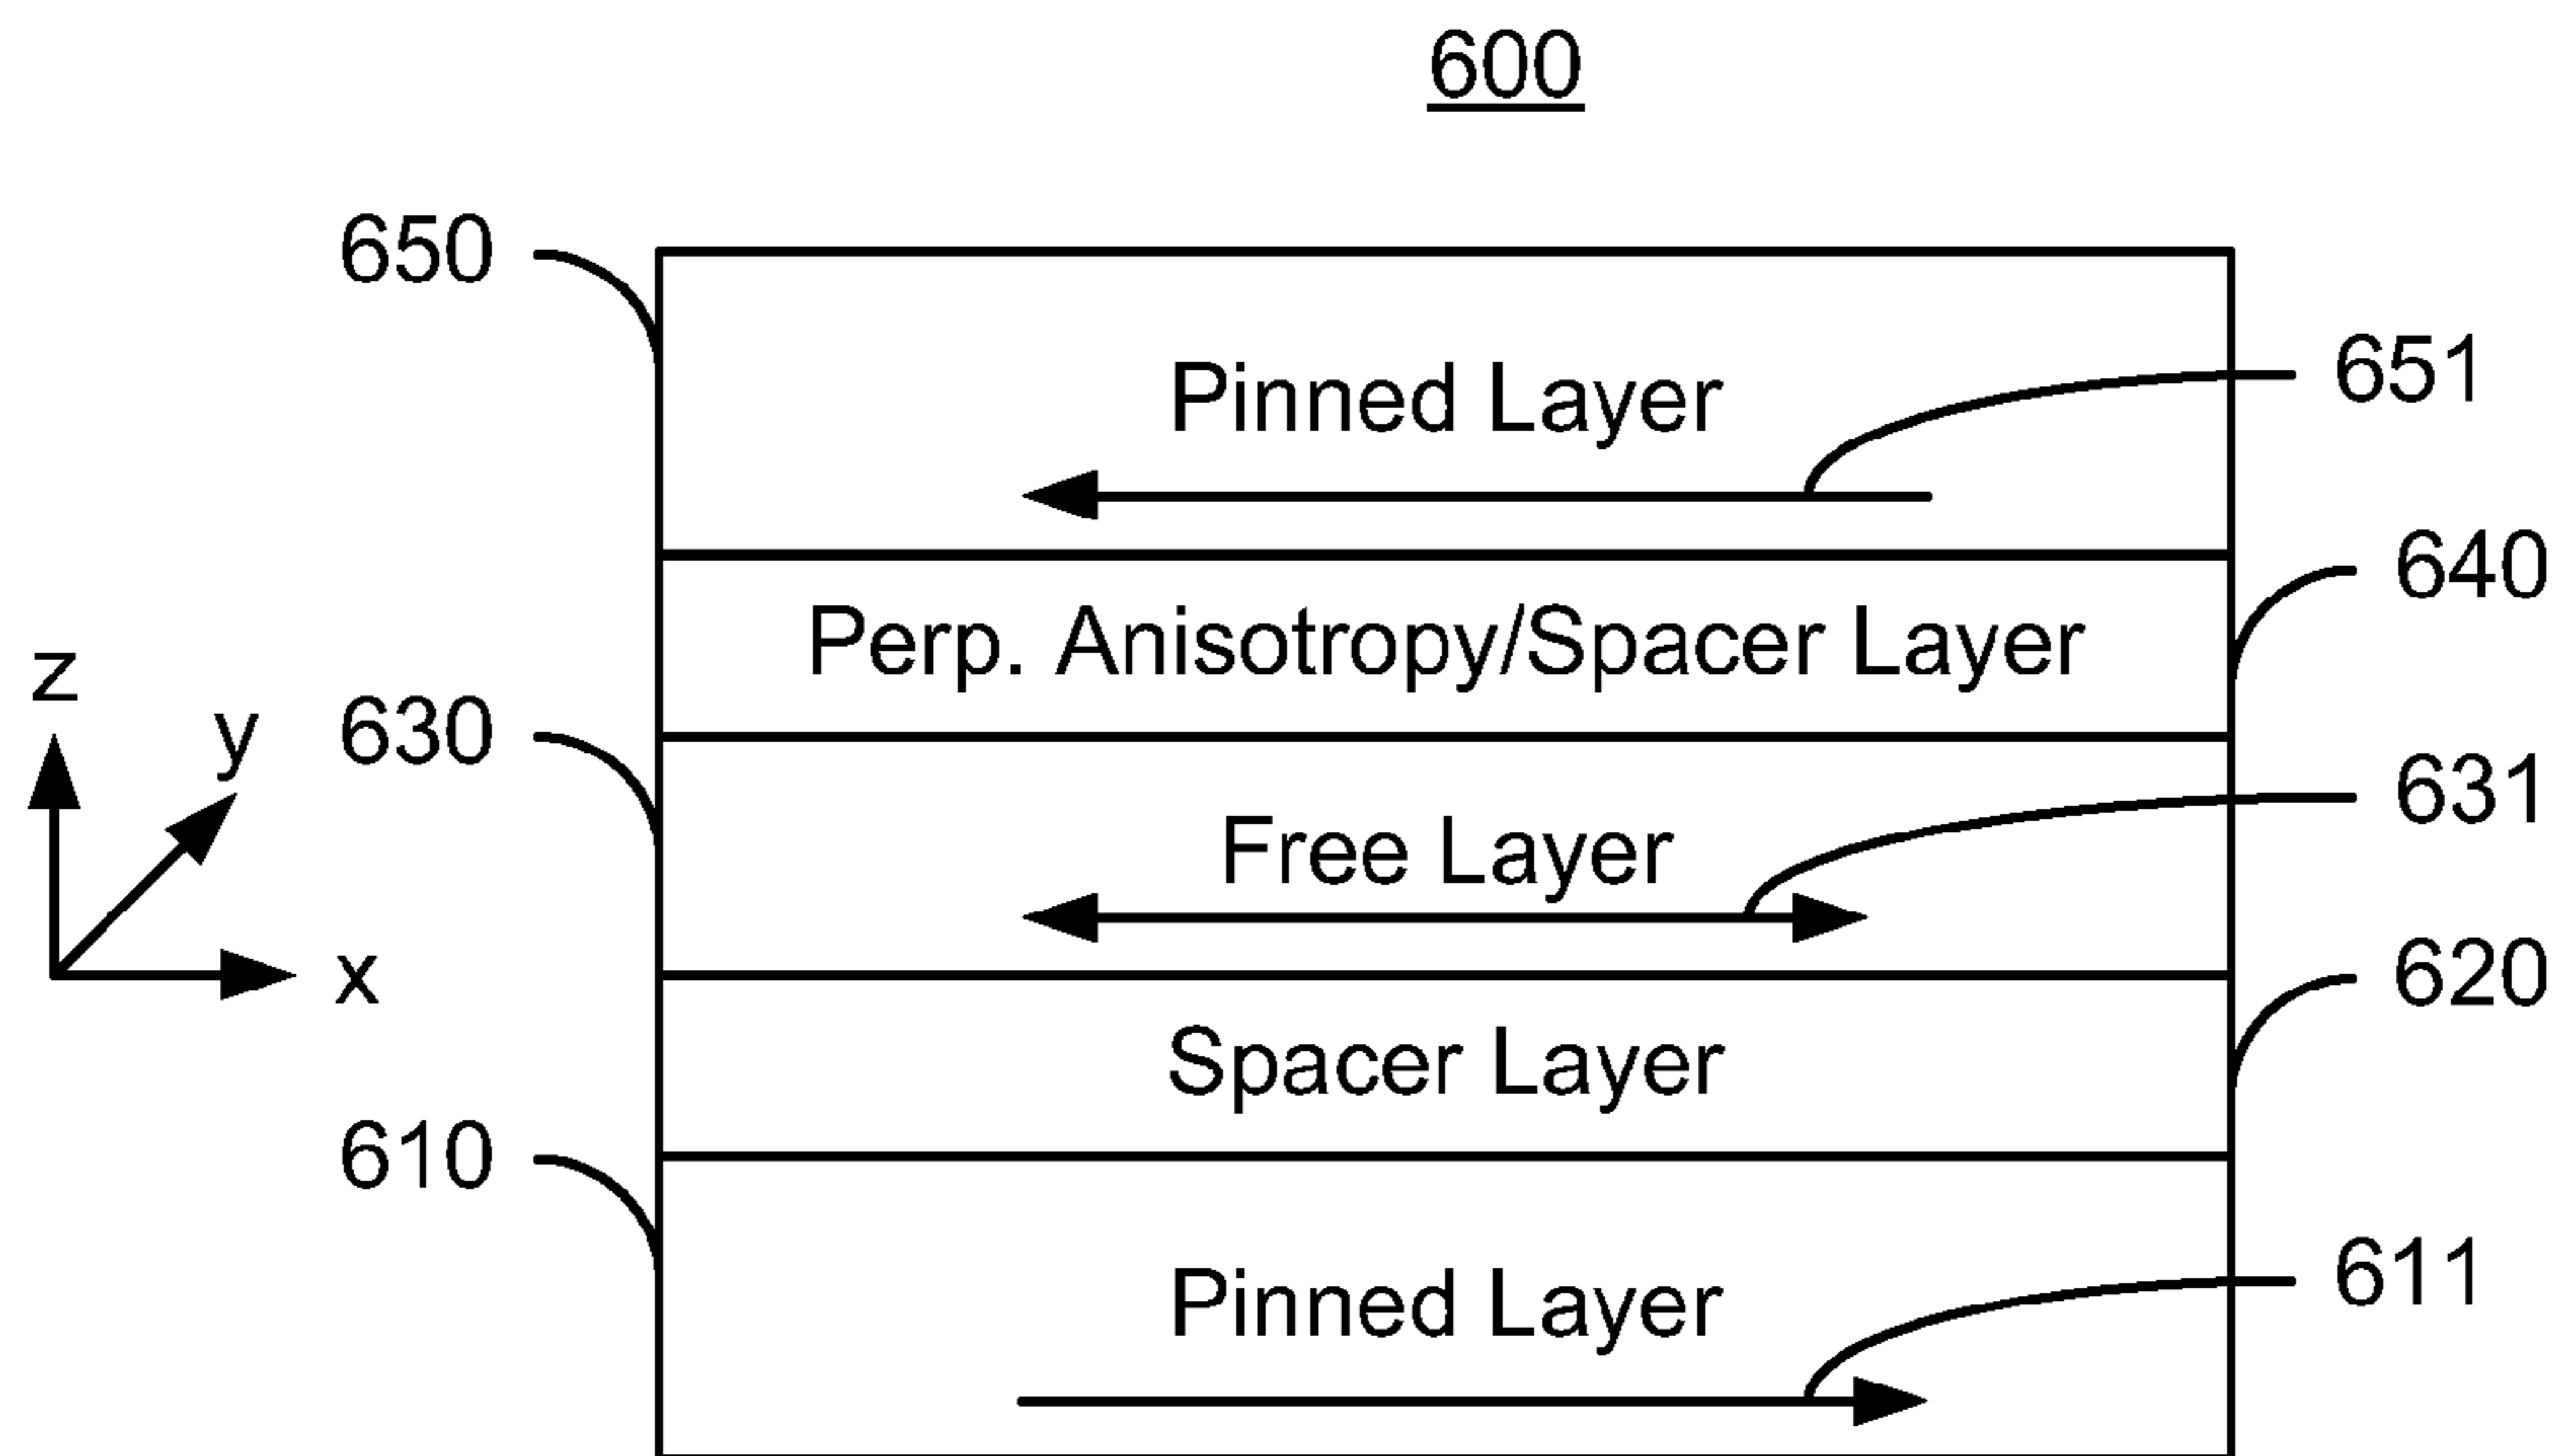 600
650
Pinned Layer
651
Perp. Anisotropy/Spacer Layer
640
z
y
x
630
Free Layer
631
Spacer Layer
620
610
Pinned Layer
611